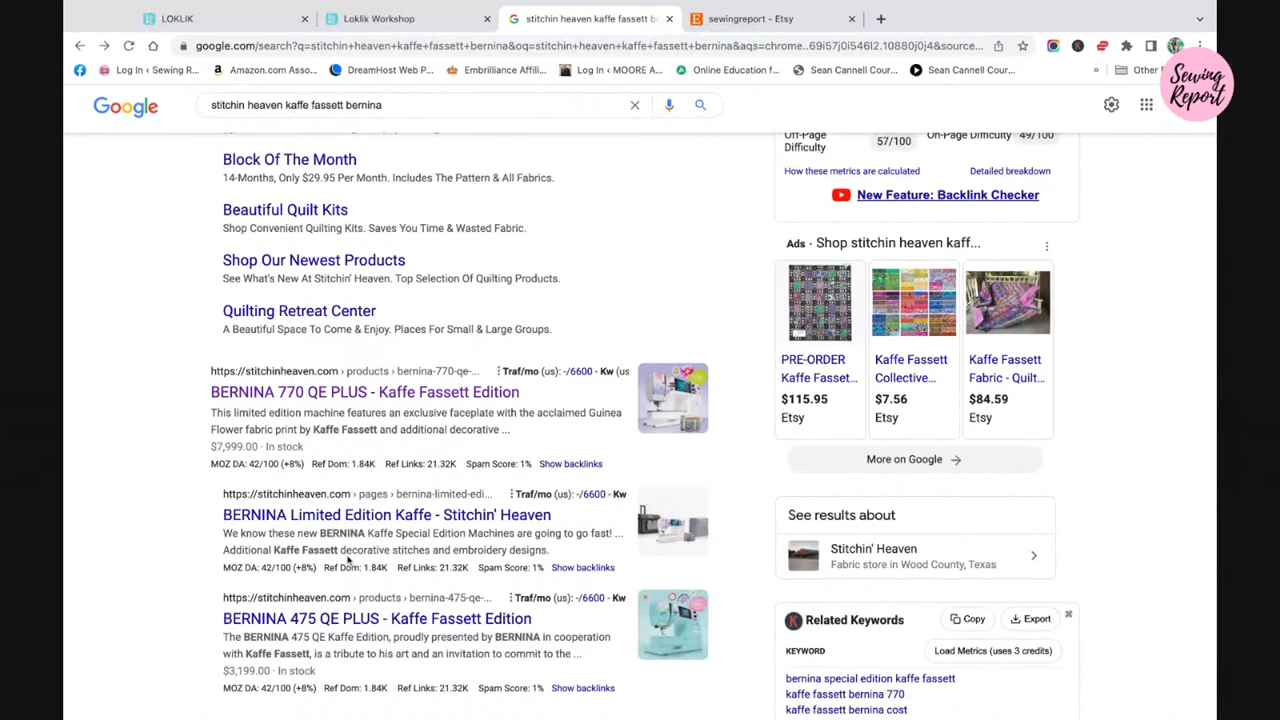 LOKLIK
Loklik Workshop
stitchin heaven kaffe fassett be
sewingreport - Etsy
google.com/search?q=stitchin+heaven+kaffe+fassett+bernina&oq=stitchin+heaven+kaffe+fassett+bernina&aqs=chrome..69i57j0i546l2.10880j0j4&source...
Log In ‹ Sewing R...
Amazon.com Asso...
DreamHost Web P...
Embrilliance Affili...
Log In ‹ MOORE A...
Online Education f...
Sean Cannell Cour...
Sean Cannell Cour...
»
Other
Sewing
Report
Google
stitchin heaven kaffe fassett bernina
Block Of The Month
14-Months, Only $29.95 Per Month. Includes The Pattern & All Fabrics.
Beautiful Quilt Kits
Shop Convenient Quilting Kits. Saves You Time & Wasted Fabric.
Shop Our Newest Products
See What's New At Stitchin' Heaven. Top Selection Of Quilting Products.
Quilting Retreat Center
A Beautiful Space To Come & Enjoy. Places For Small & Large Groups.
https://stitchinheaven.com › products › bernina-770-qe-... Traf/mo (us): -/6600 - Kw (us
BERNINA 770 QE PLUS - Kaffe Fassett Edition
This limited edition machine features an exclusive faceplate with the acclaimed Guinea
Flower fabric print by Kaffe Fassett and additional decorative ...
$7,999.00 · In stock
MOZ DA: 42/100 (+8%) Ref Dom: 1.84K Ref Links: 21.32K Spam Score: 1% Show backlinks
https://stitchinheaven.com › pages › bernina-limited-edi... Traf/mo (us): -/6600 - Kw
BERNINA Limited Edition Kaffe - Stitchin' Heaven
We know these new BERNINA Kaffe Special Edition Machines are going to go fast! ...
Additional Kaffe Fassett decorative stitches and embroidery designs.
MOZ DA: 42/100 (+8%) Ref Dom: 1.84K Ref Links: 21.32K Spam Score: 1% Show backlinks
https://stitchinheaven.com › products › bernina-475-qe-... Traf/mo (us): -/6600 - Kw
BERNINA 475 QE PLUS - Kaffe Fassett Edition
The BERNINA 475 QE Kaffe Edition, proudly presented by BERNINA in cooperation
with Kaffe Fassett, is a tribute to his art and an invitation to commit to the ...
$3,199.00 · In stock
MOZ DA: 42/100 (+8%) Ref Dom: 1.84K Ref Links: 21.32K Spam Score: 1% Show backlinks
Off-Page
Difficulty
57/100
On-Page Difficulty
49/100
How these metrics are calculated
Detailed breakdown
New Feature: Backlink Checker
Ads · Shop stitchin heaven kaff...
PRE-ORDER
Kaffe Fasset...
$115.95
Etsy
Kaffe Fassett
Collective...
$7.56
Etsy
Kaffe Fassett
Fabric - Quilt...
$84.59
Etsy
More on Google
See results about
Stitchin' Heaven
Fabric store in Wood County, Texas
K Related Keywords
Copy
Export
KEYWORD
Load Metrics (uses 3 credits)
bernina special edition kaffe fassett
kaffe fassett bernina 770
kaffe fassett bernina cost